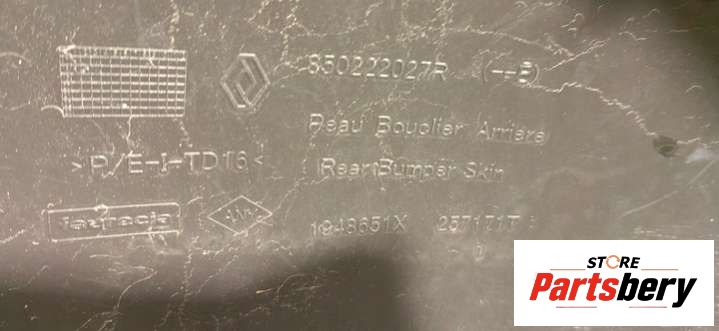 850222027R (--E)
Peau Bouclier Arriere
>P/E-I-TD16<
Rear Bumper Skin
faurecia
1948651X 257171T
STORE
Partsbery